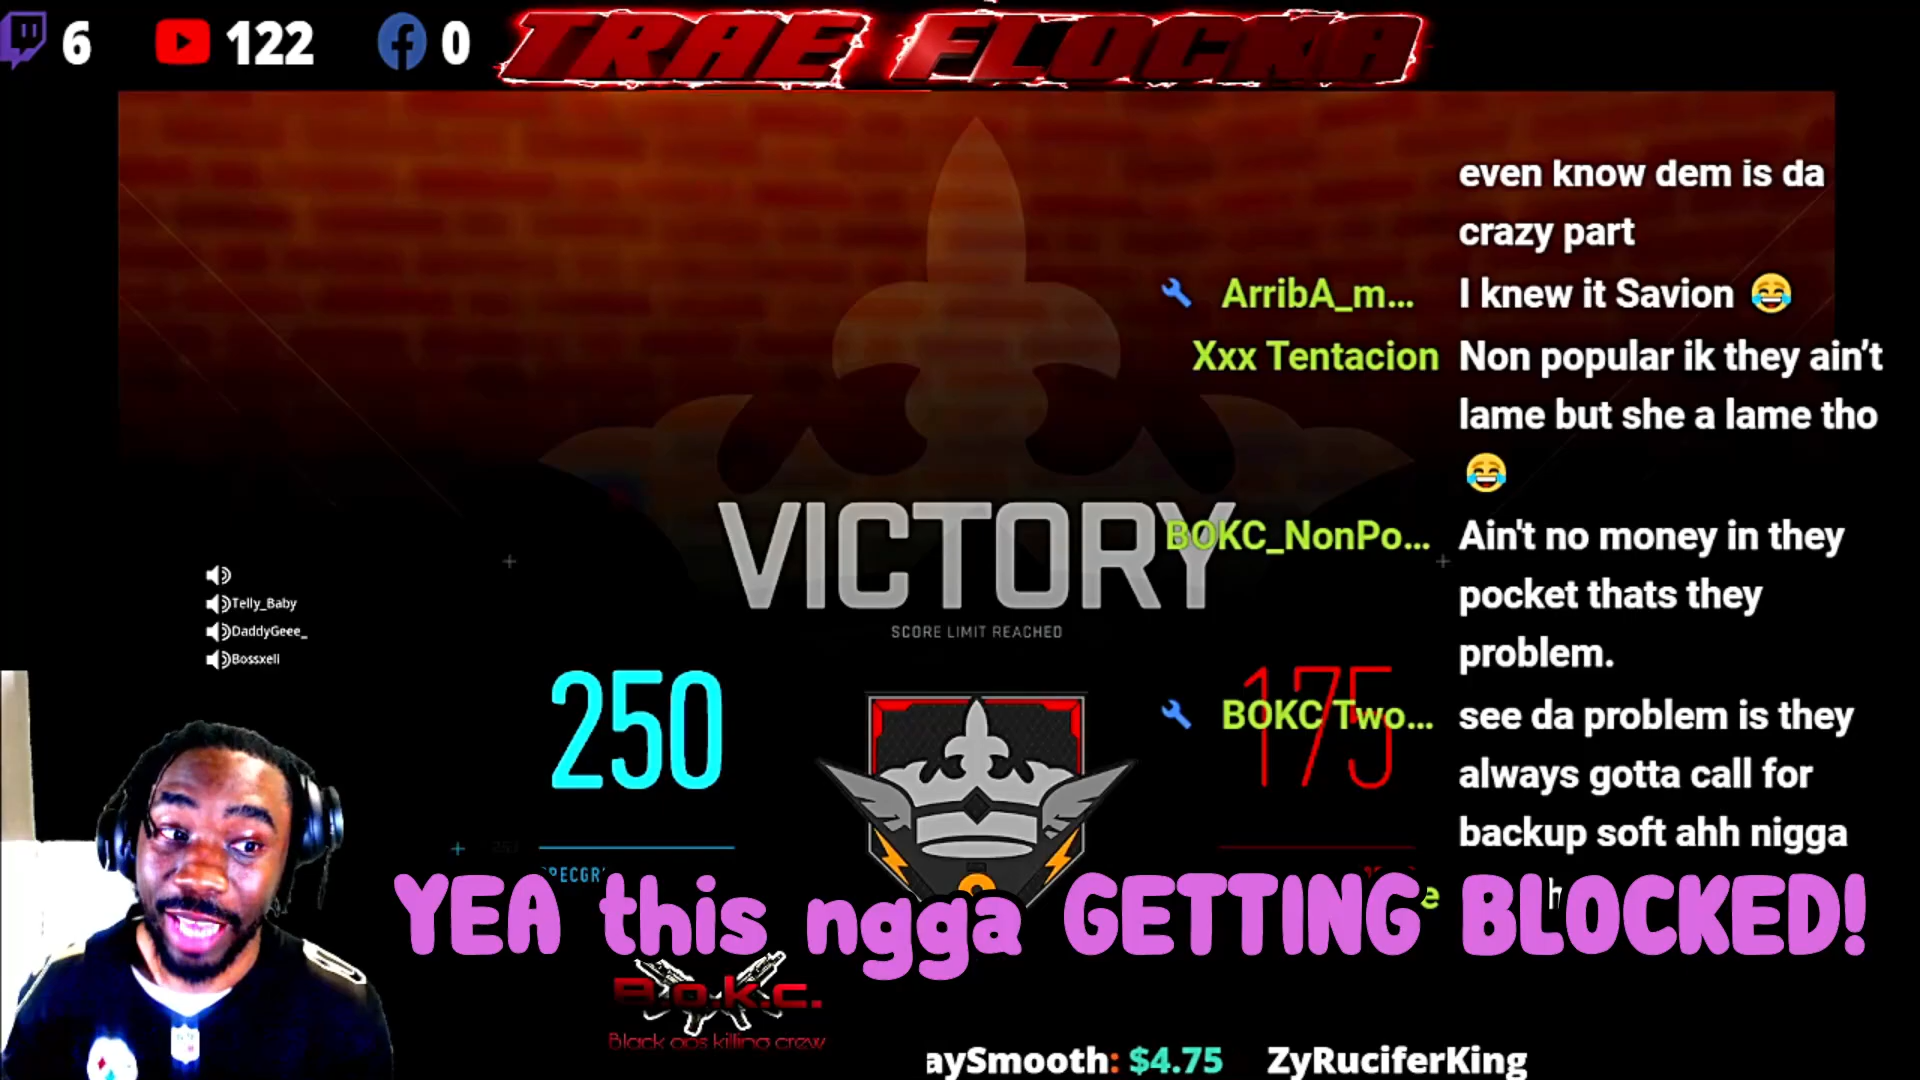 6 122 0 TRAE FLOCKA
even know dem is da
crazy part
ArribA_m... I knew it Savion 😂
Xxx Tentacion Non popular ik they ain't
lame but she a lame tho
😂
BOKC_NonPo... Ain't no money in they
pocket thats they
problem.
VICTORY
SCORE LIMIT REACHED
Telly_Baby
DaddyGeee_
Bossxell
250 175
BOKC Two... see da problem is they
always gotta call for
backup soft ahh nigga
YEA this ngga GETTING BLOCKED!
B.o.k.c.
Black ops killing crew
aySmooth: $4.75 ZyRuciferKing